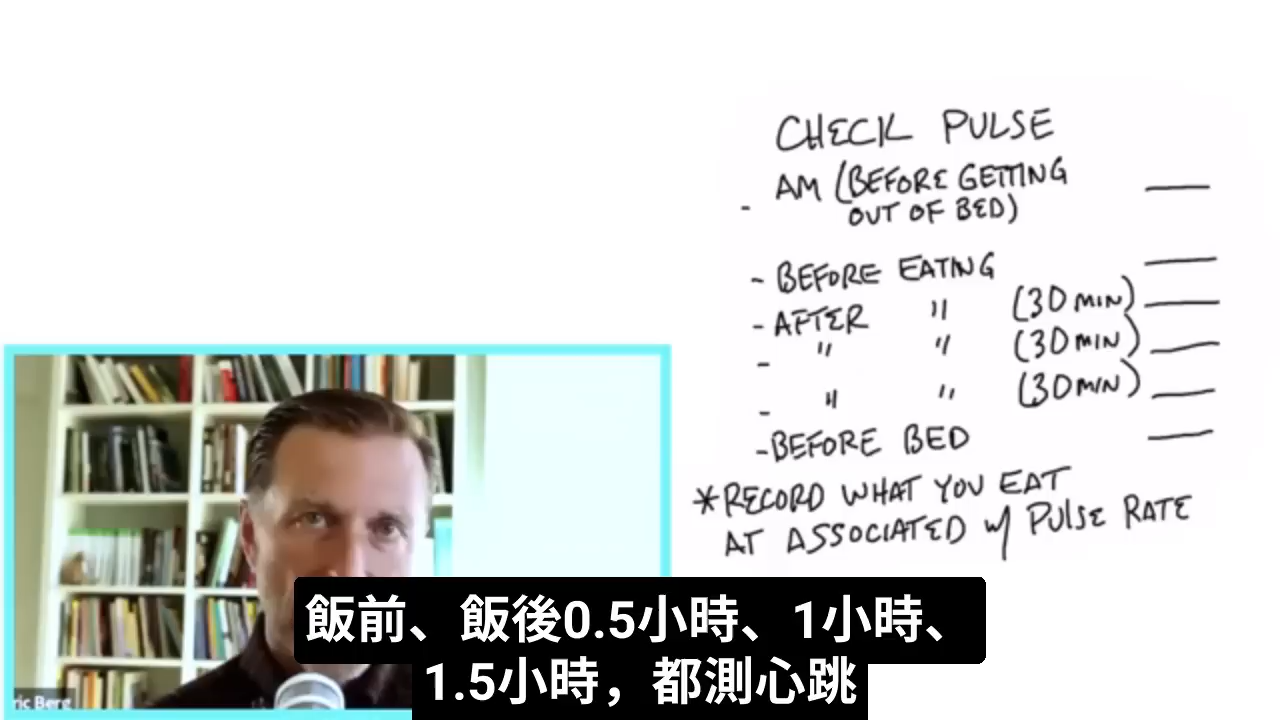 CHECK PULSE
- AM (BEFORE GETTING
OUT OF BED)
- BEFORE EATING
- AFTER " (30 MIN)
- " " (30 MIN)
- " " (30 MIN)
- BEFORE BED
*RECORD WHAT YOU EAT
AT ASSOCIATED w/ PULSE RATE
ric Berg
飯前、飯後0.5小時、1小時、
1.5小時，都測心跳